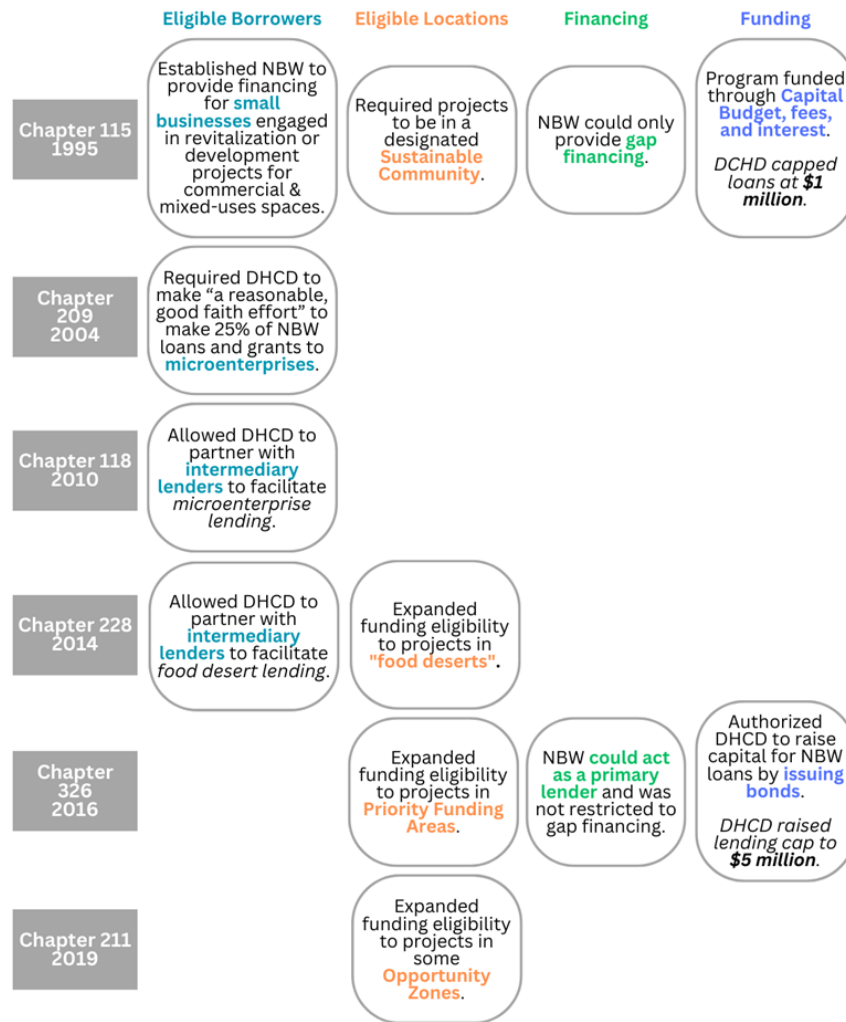 Eligible Borrowers
Eligible Locations
Financing
Funding
Chapter 115
1995
Established NBW to
provide financing
for small
businesses engaged
in revitalization or
development
projects for
commercial &
mixed-uses spaces.
Required projects
to be in a
designated
Sustainable
Community.
NBW could only
provide gap
financing.
Program funded
through Capital
Budget, fees,
and interest.
DCHD capped
loans at $1
million.
Chapter
209
2004
Required DHCD to
make “a reasonable,
good faith effort” to
make 25% of NBW
loans and grants to
microenterprises.
Chapter 118
2010
Allowed DHCD to
partner with
intermediary
lenders to facilitate
microenterprise
lending.
Chapter 228
2014
Allowed DHCD to
partner with
intermediary
lenders to facilitate
food desert lending.
Expanded
funding eligibility
to projects in
"food deserts".
Chapter
326
2016
Expanded
funding eligibility
to projects in
Priority Funding
Areas.
NBW could act
as a primary
lender and was
not restricted to
gap financing.
Authorized
DHCD to raise
capital for NBW
loans by issuing
bonds.
DHCD raised
lending cap to
$5 million.
Chapter 211
2019
Expanded
funding eligibility
to projects in
some
Opportunity
Zones.